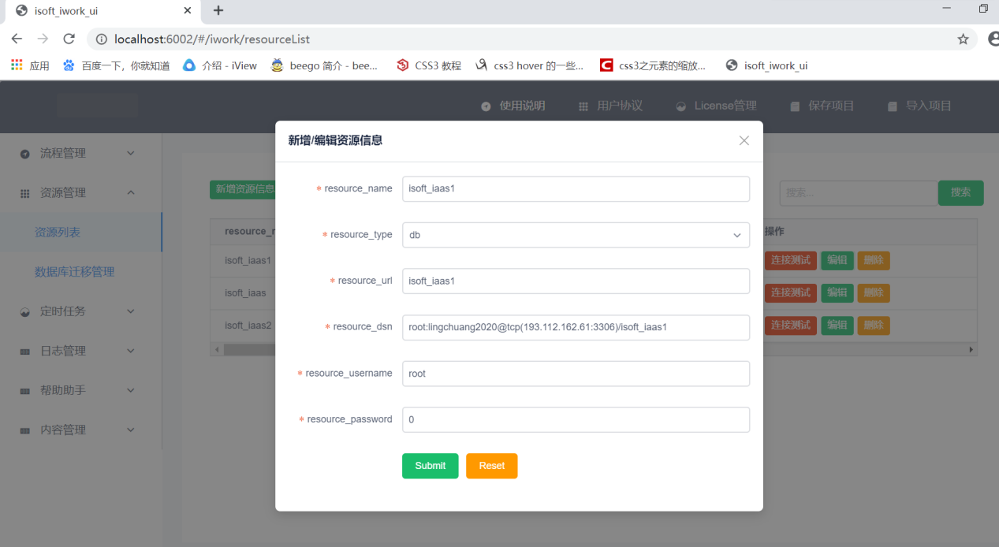 isoft_iwork_ui
localhost:6002/#/iwork/resourceList
应用 百度一下，你就知道 介绍 - iView beego 简介 - bee... CSS3 教程 css3 hover 的一些... css3之元素的缩放... isoft_iwork_ui
使用说明 用户协议 License管理 保存项目 导入项目
新增/编辑资源信息
流程管理
资源管理
资源列表
数据库迁移管理
定时任务
日志管理
帮助助手
内容管理
新增资源信息
搜索... 搜索
resource_n 操作
isoft_iaas1 连接测试 编辑 删除
isoft_iaas 连接测试 编辑 删除
isoft_iaas2 连接测试 编辑 删除
* resource_name isoft_iaas1
* resource_type db
* resource_url isoft_iaas1
* resource_dsn root:lingchuang2020@tcp(193.112.162.61:3306)/isoft_iaas1
* resource_username root
* resource_password 0
Submit Reset